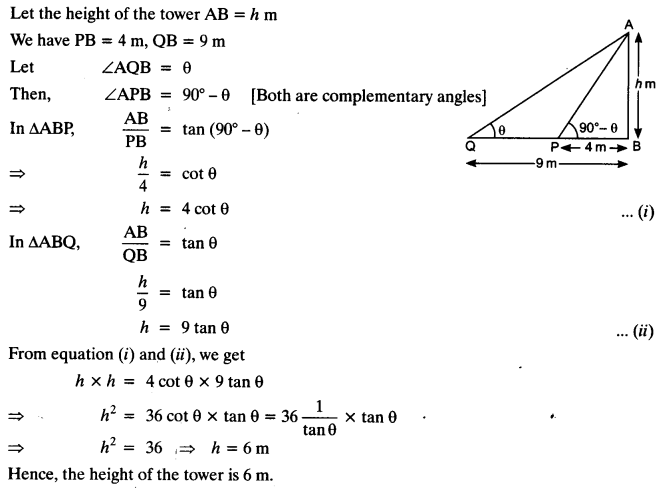 Let the height of the tower AB = h m
We have PB = 4 m, QB = 9 m
Let ∠AQB = θ
Then, ∠APB = 90° – θ [Both are complementary angles]
In ΔABP, AB/PB = tan (90° – θ)
⇒ h/4 = cot θ
⇒ h = 4 cot θ ... (i)
In ΔABQ, AB/QB = tan θ
h/9 = tan θ
h = 9 tan θ ... (ii)
From equation (i) and (ii), we get
h × h = 4 cot θ × 9 tan θ
⇒ h² = 36 cot θ × tan θ = 36 1/tan θ × tan θ
⇒ h² = 36 ⇒ h = 6 m
Hence, the height of the tower is 6 m.
A
h m
θ
90° – θ
Q
P
4 m
B
9 m